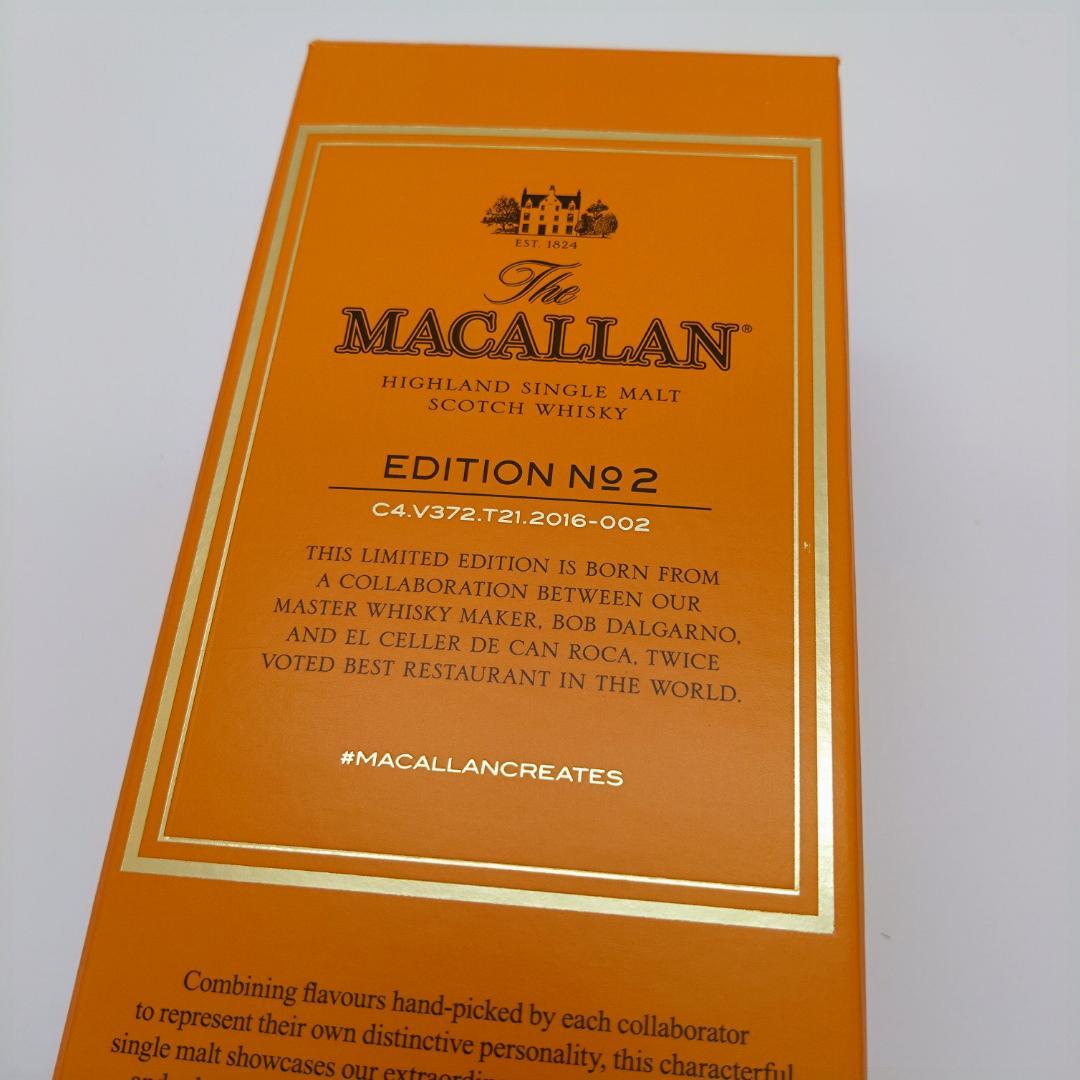 EST. 1824
The
MACALLAN®
HIGHLAND SINGLE MALT
SCOTCH WHISKY
EDITION Nº 2
C4.V372.T21.2016-002
THIS LIMITED EDITION IS BORN FROM
A COLLABORATION BETWEEN OUR
MASTER WHISKY MAKER, BOB DALGARNO,
AND EL CELLER DE CAN ROCA, TWICE
VOTED BEST RESTAURANT IN THE WORLD.
#MACALLANCREATES
Combining flavours hand-picked by each collaborator
to represent their own distinctive personality, this characterful
single malt showcases our